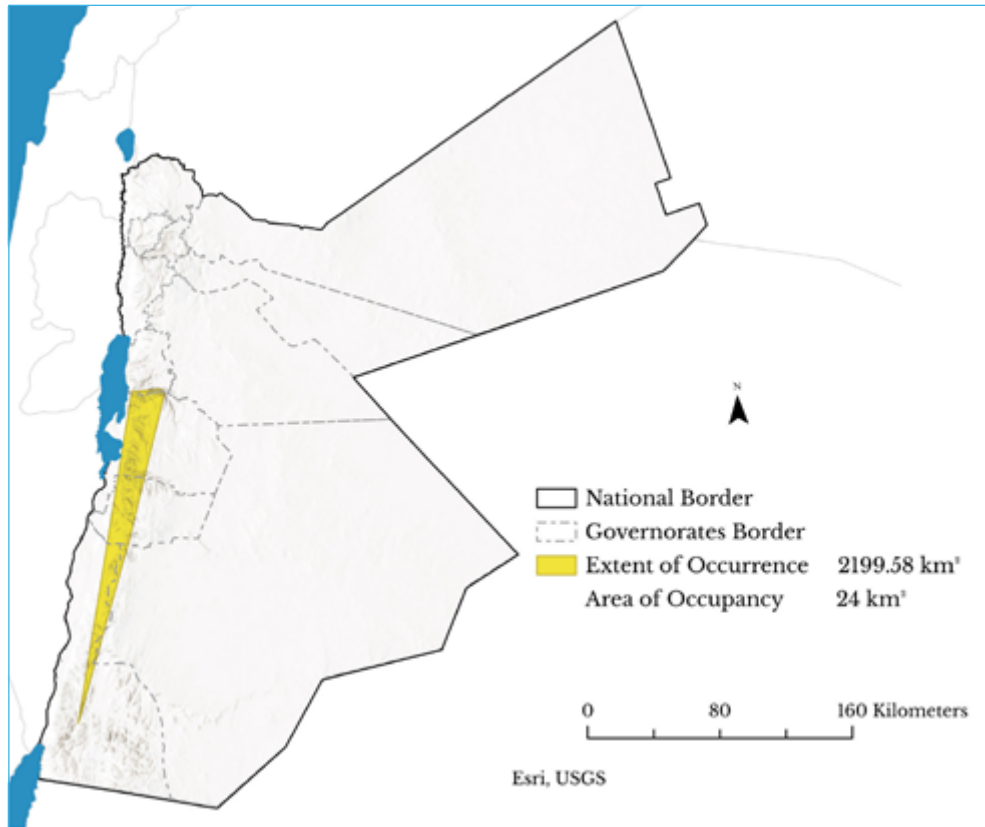 N
National Border
Governorates Border
Extent of Occurrence 2199.58 km²
Area of Occupancy 24 km²
0 80 160 Kilometers
Esri, USGS